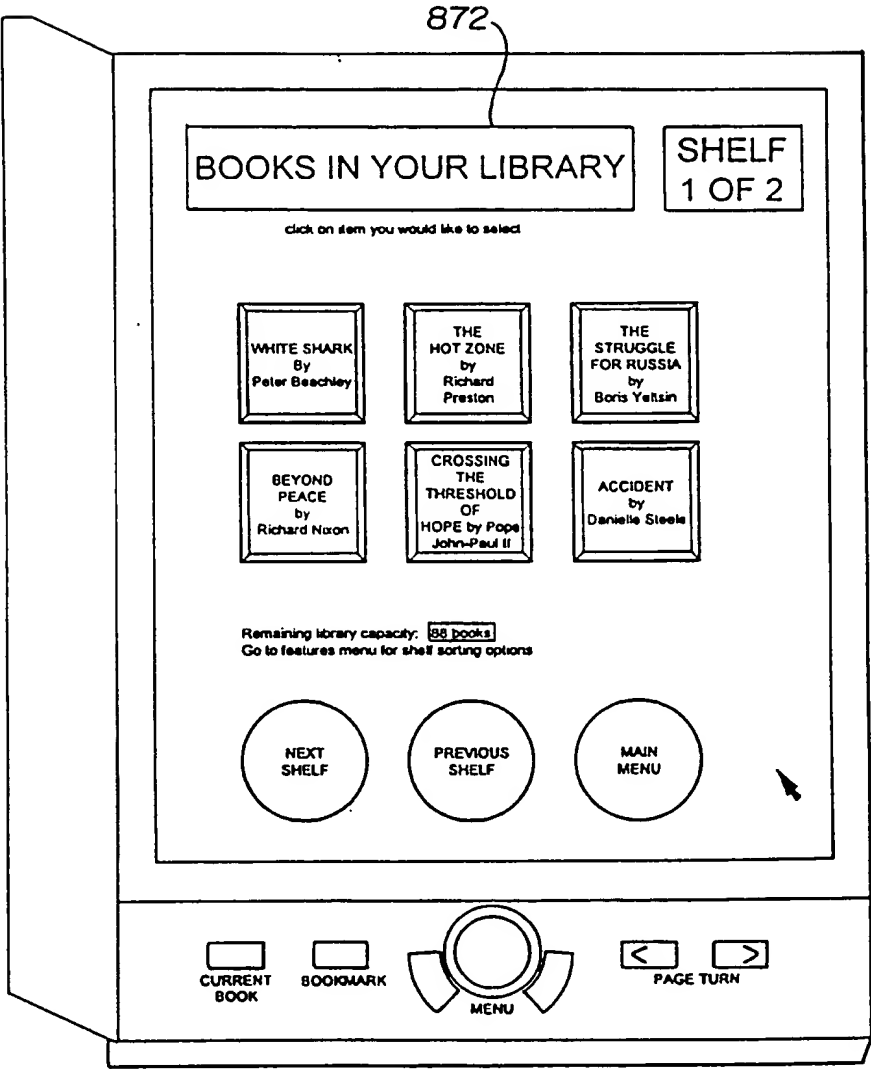 872
BOOKS IN YOUR LIBRARY
SHELF
1 OF 2
click on item you would like to select
WHITE SHARK
By
Peter Beachley
THE
HOT ZONE
by
Richard
Preston
THE
STRUGGLE
FOR RUSSIA
by
Boris Yeltsin
BEYOND
PEACE
by
Richard Nixon
CROSSING
THE
THRESHOLD
OF
HOPE by Pope
John-Paul II
ACCIDENT
by
Danielle Steele
Remaining library capacity: 88 books
Go to features menu for shelf sorting options
NEXT
SHELF
PREVIOUS
SHELF
MAIN
MENU
CURRENT
BOOK
BOOKMARK
MENU
< >
PAGE TURN